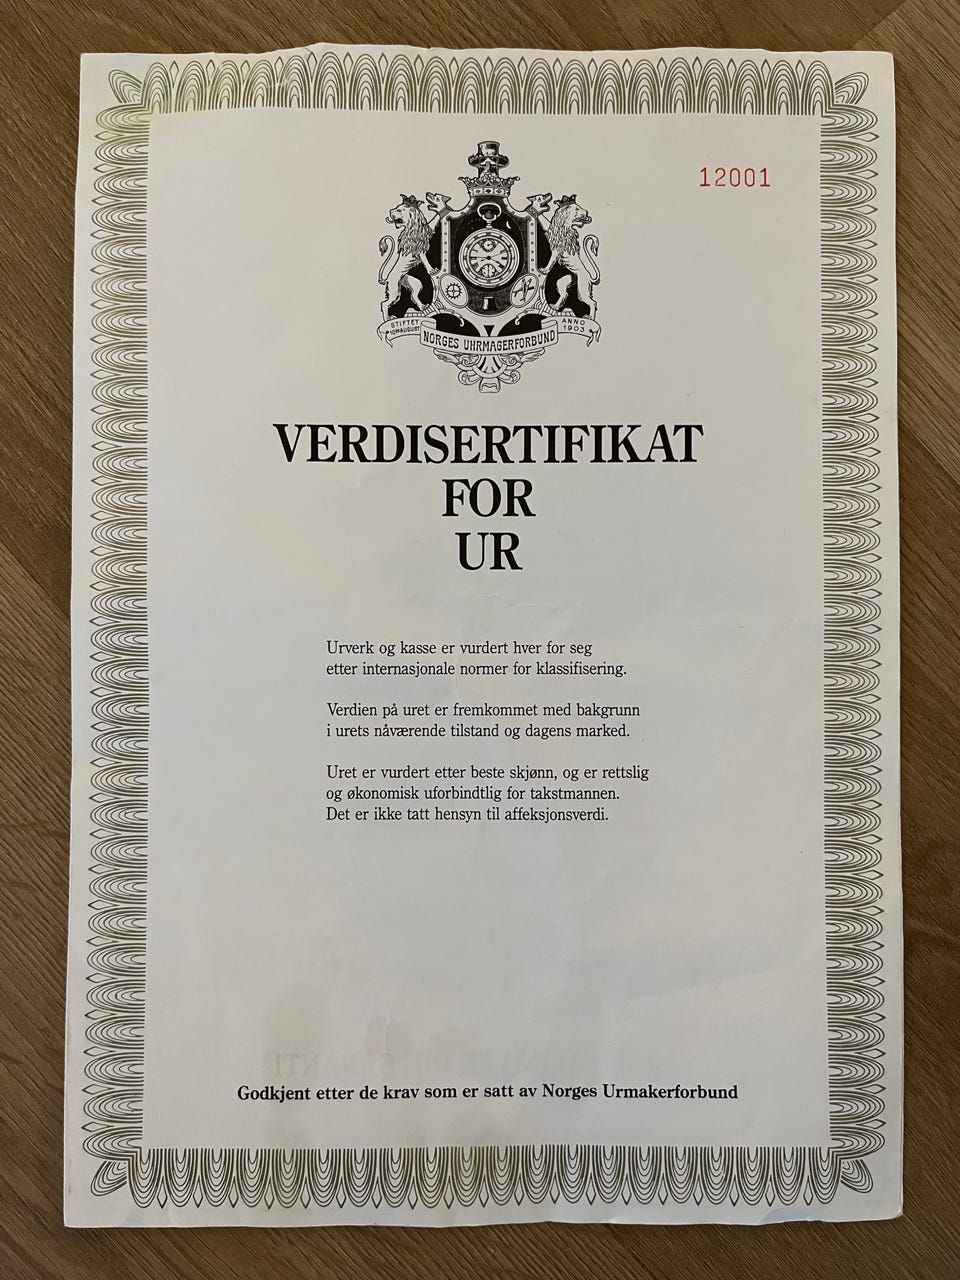 12001
STIFTET ANNO
10MAUGUST 1903
NORGES UHRMAGERFORBUND
VERDISERTIFIKAT
FOR
UR
Urverk og kasse er vurdert hver for seg
etter internasjonale normer for klassifisering.
Verdien på uret er fremkommet med bakgrunn
i urets nåværende tilstand og dagens marked.
Uret er vurdert etter beste skjønn, og er rettslig
og økonomisk uforbindtlig for takstmannen.
Det er ikke tatt hensyn til affeksjonsverdi.
Godkjent etter de krav som er satt av Norges Urmakerforbund